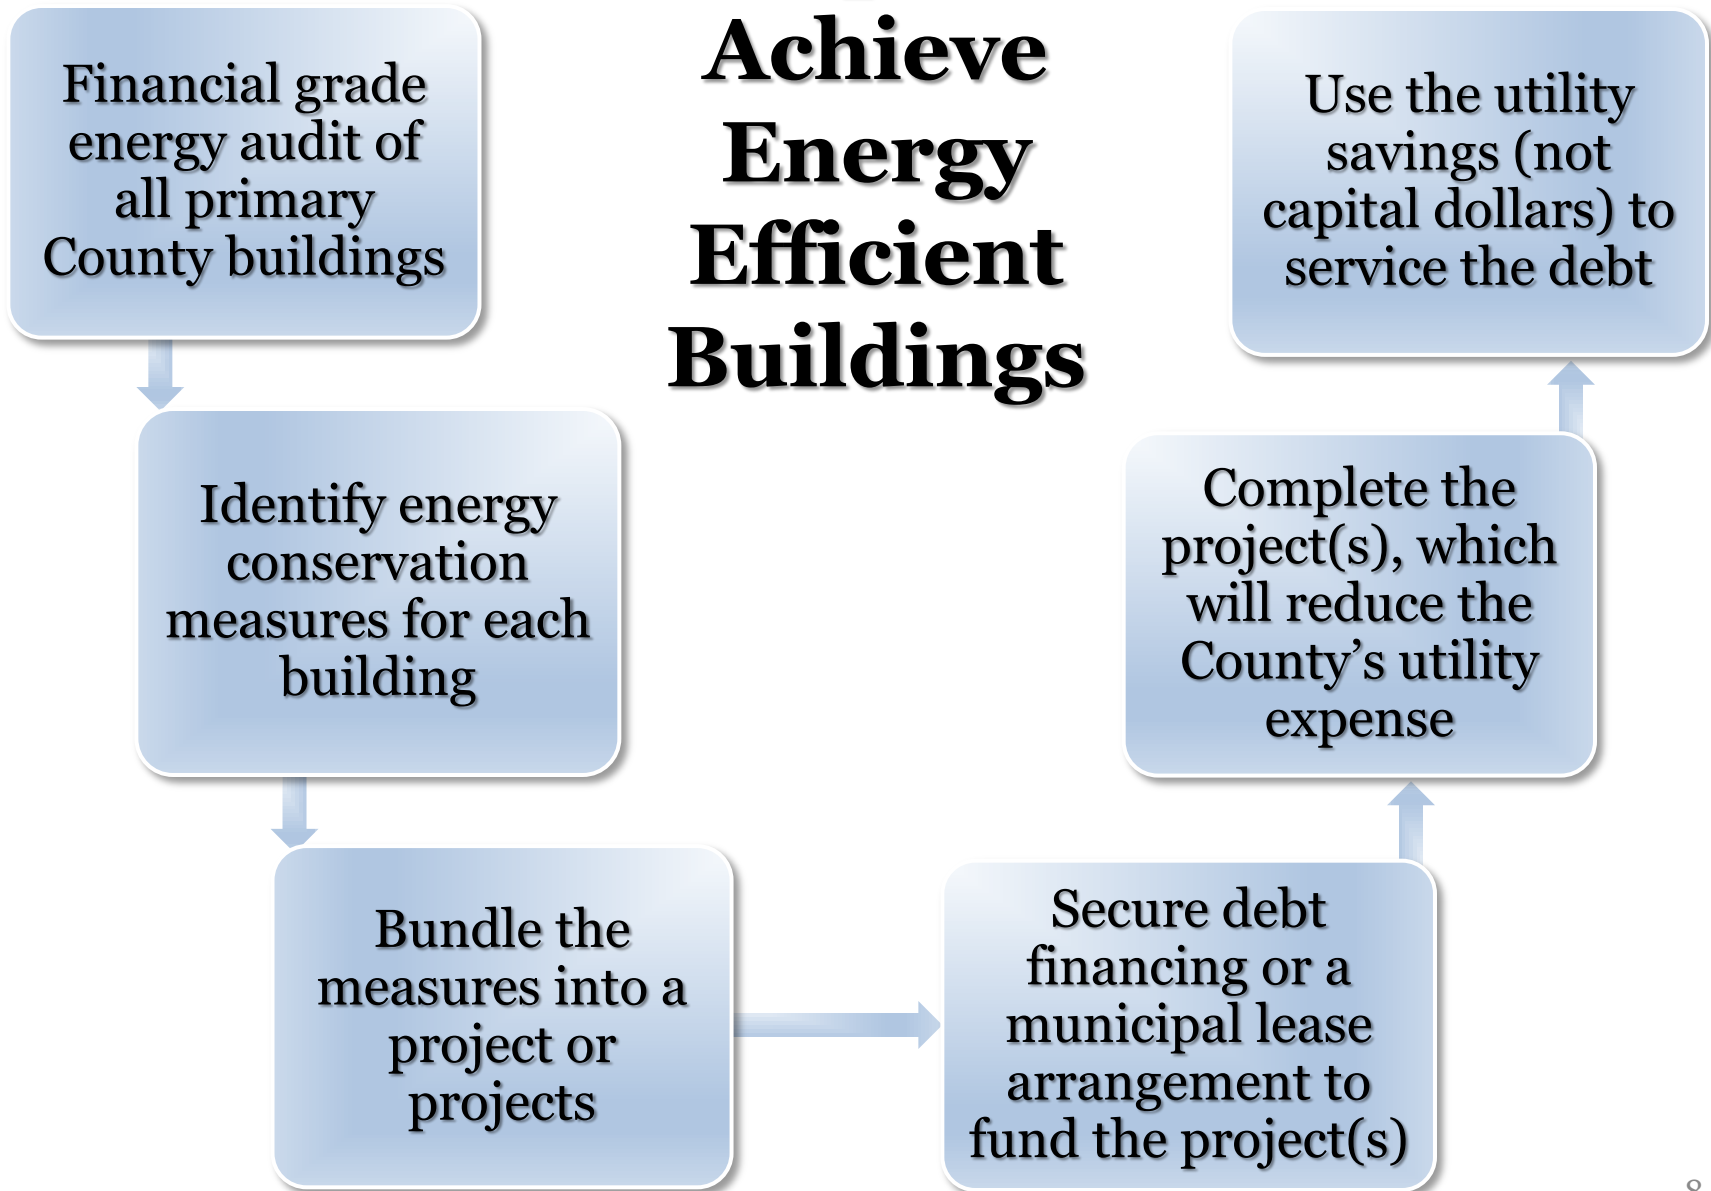 Achieve
Energy
Efficient
Buildings
Financial grade
energy audit of
all primary
County buildings
Identify energy
conservation
measures for each
building
Bundle the
measures into a
project or
projects
Secure debt
financing or a
municipal lease
arrangement to
fund the project(s)
Complete the
project(s), which
will reduce the
County’s utility
expense
Use the utility
savings (not
capital dollars) to
service the debt
8